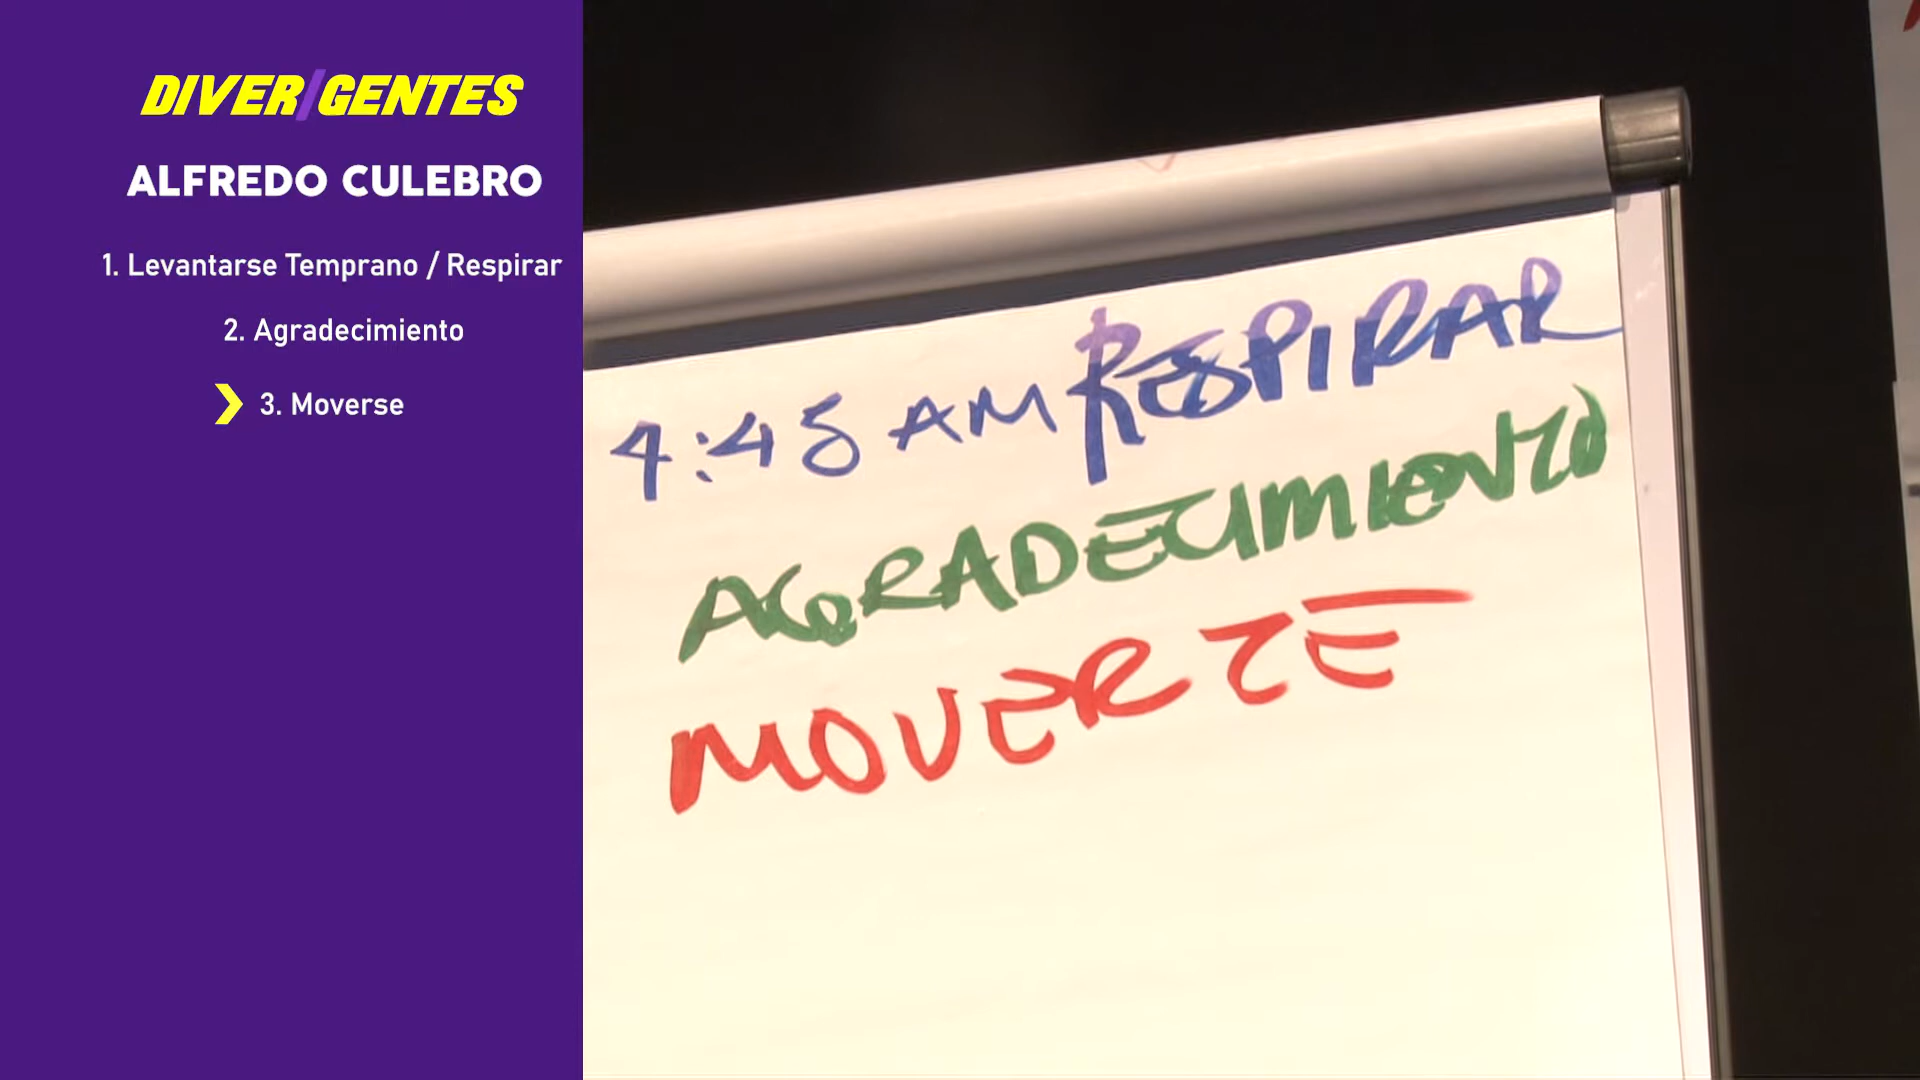 DIVER/GENTES
ALFREDO CULEBRO
1. Levantarse Temprano / Respirar
2. Agradecimiento
3. Moverse
4:45 AM RESPIRAR
AGRADECIMIENTO
MOVERTE